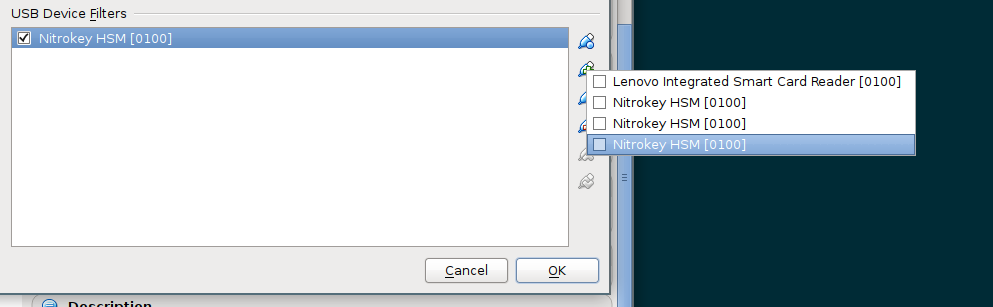 USB Device Filters
Nitrokey HSM [0100]
Lenovo Integrated Smart Card Reader [0100]
Nitrokey HSM [0100]
Nitrokey HSM [0100]
Nitrokey HSM [0100]
Cancel
OK
Description